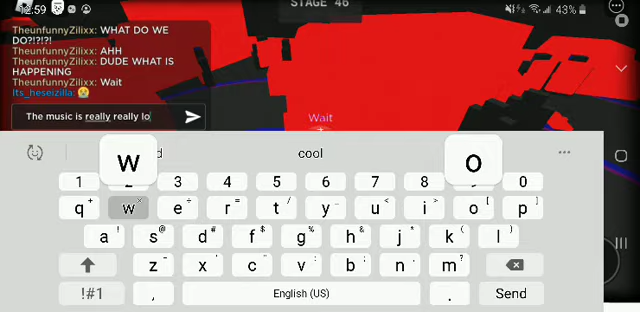 12:59
43%
STAGE 46
TheunfunnyZilixx: WHAT DO WE
DO?!?!?!
TheunfunnyZilixx: AHH
TheunfunnyZilixx: DUDE WHAT IS
HAPPENING
TheunfunnyZilixx: Wait
Its_heseizilla: 😭
Wait
The music is really really lo
cool
w o
1 3 4 5 6 7 8 0
q+ w× e÷ r= t/ y_ u< i> o[ p]
a! s@ d# f$ g% h& j* k( l)
z- x' c" v: b; n, m?
!#1 , English (US) . Send